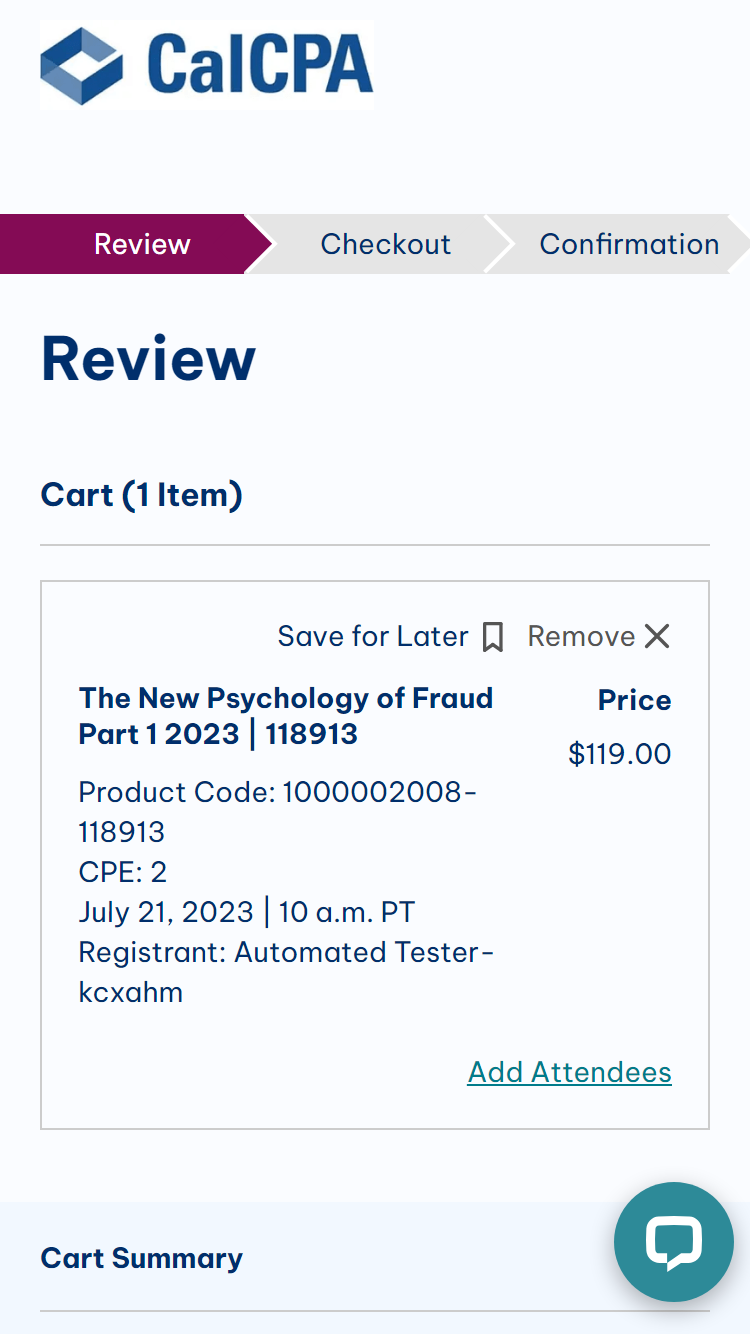 CalCPA
Review
Checkout
Confirmation
Review
Cart (1 Item)
Save for Later
Remove
The New Psychology of Fraud
Part 1 2023 | 118913
Price
$119.00
Product Code: 1000002008-
118913
CPE: 2
July 21, 2023 | 10 a.m. PT
Registrant: Automated Tester-
kcxahm
Add Attendees
Cart Summary